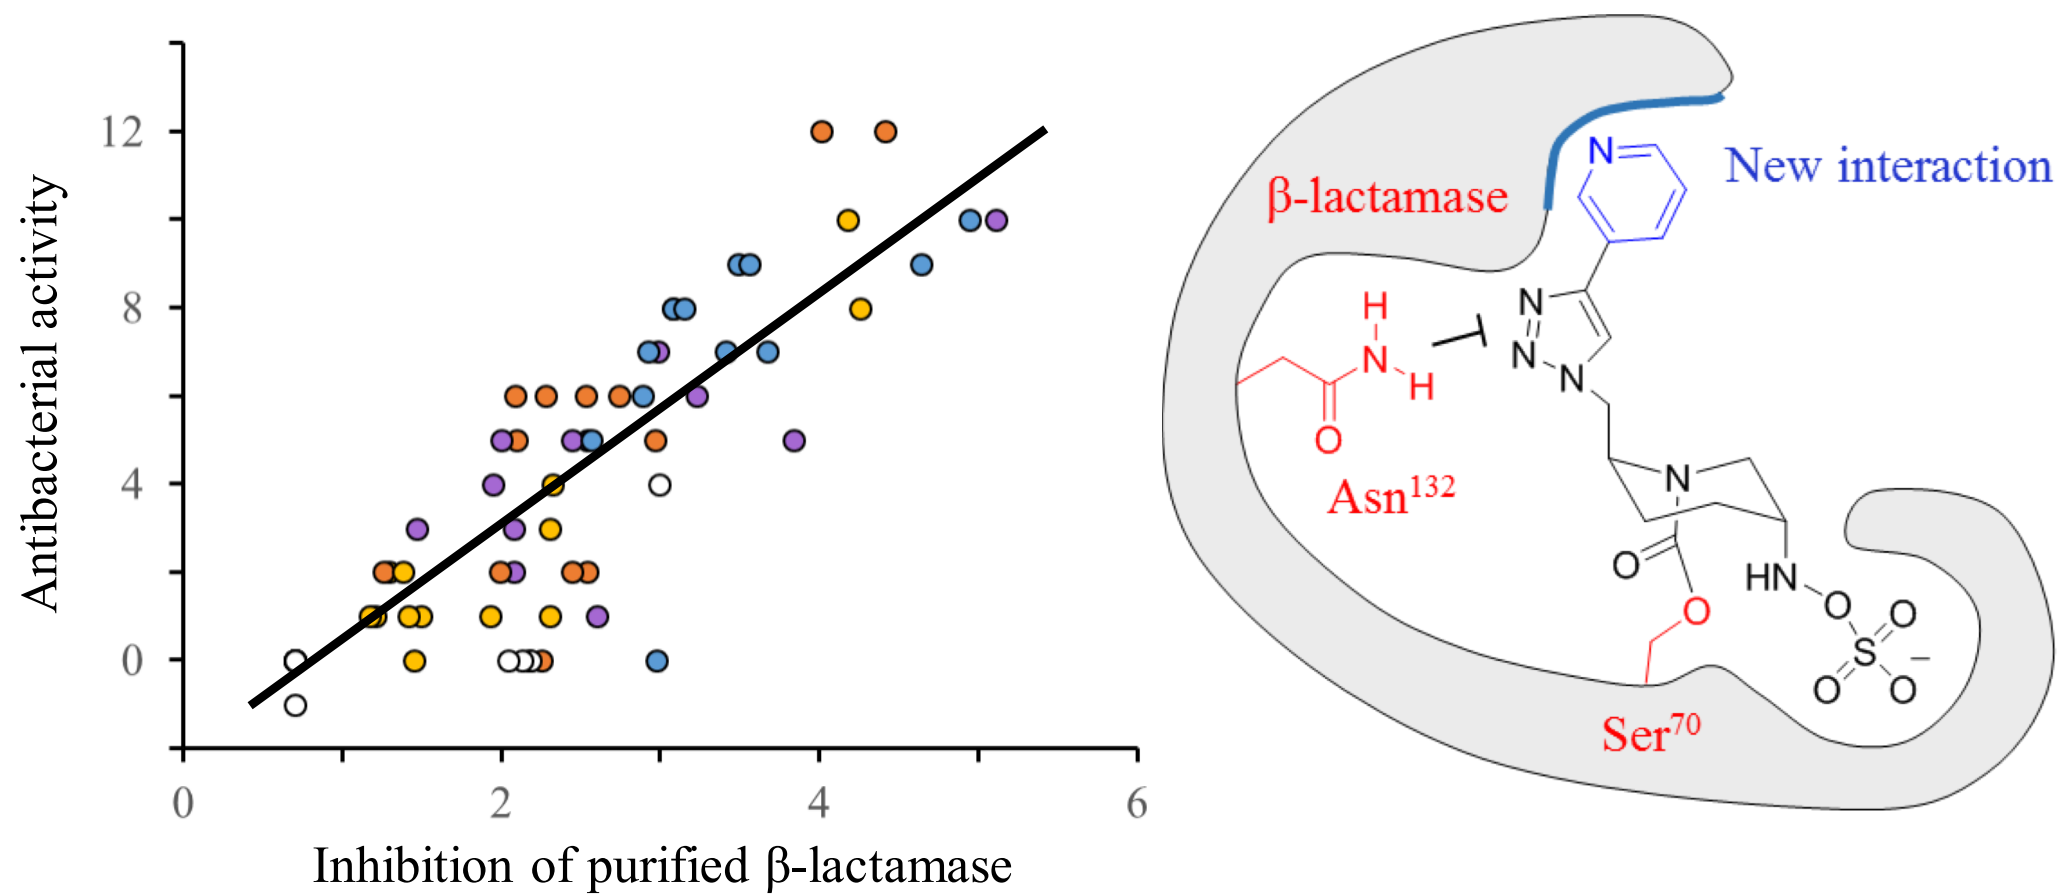 Antibacterial activity
12
8
4
0
0
2
4
6
Inhibition of purified β-lactamase
β-lactamase
New interaction
N
N
N
N
H
N
H
O
Asn¹³²
N
O
O
HN
O
O
S
O
O
–
Ser⁷⁰